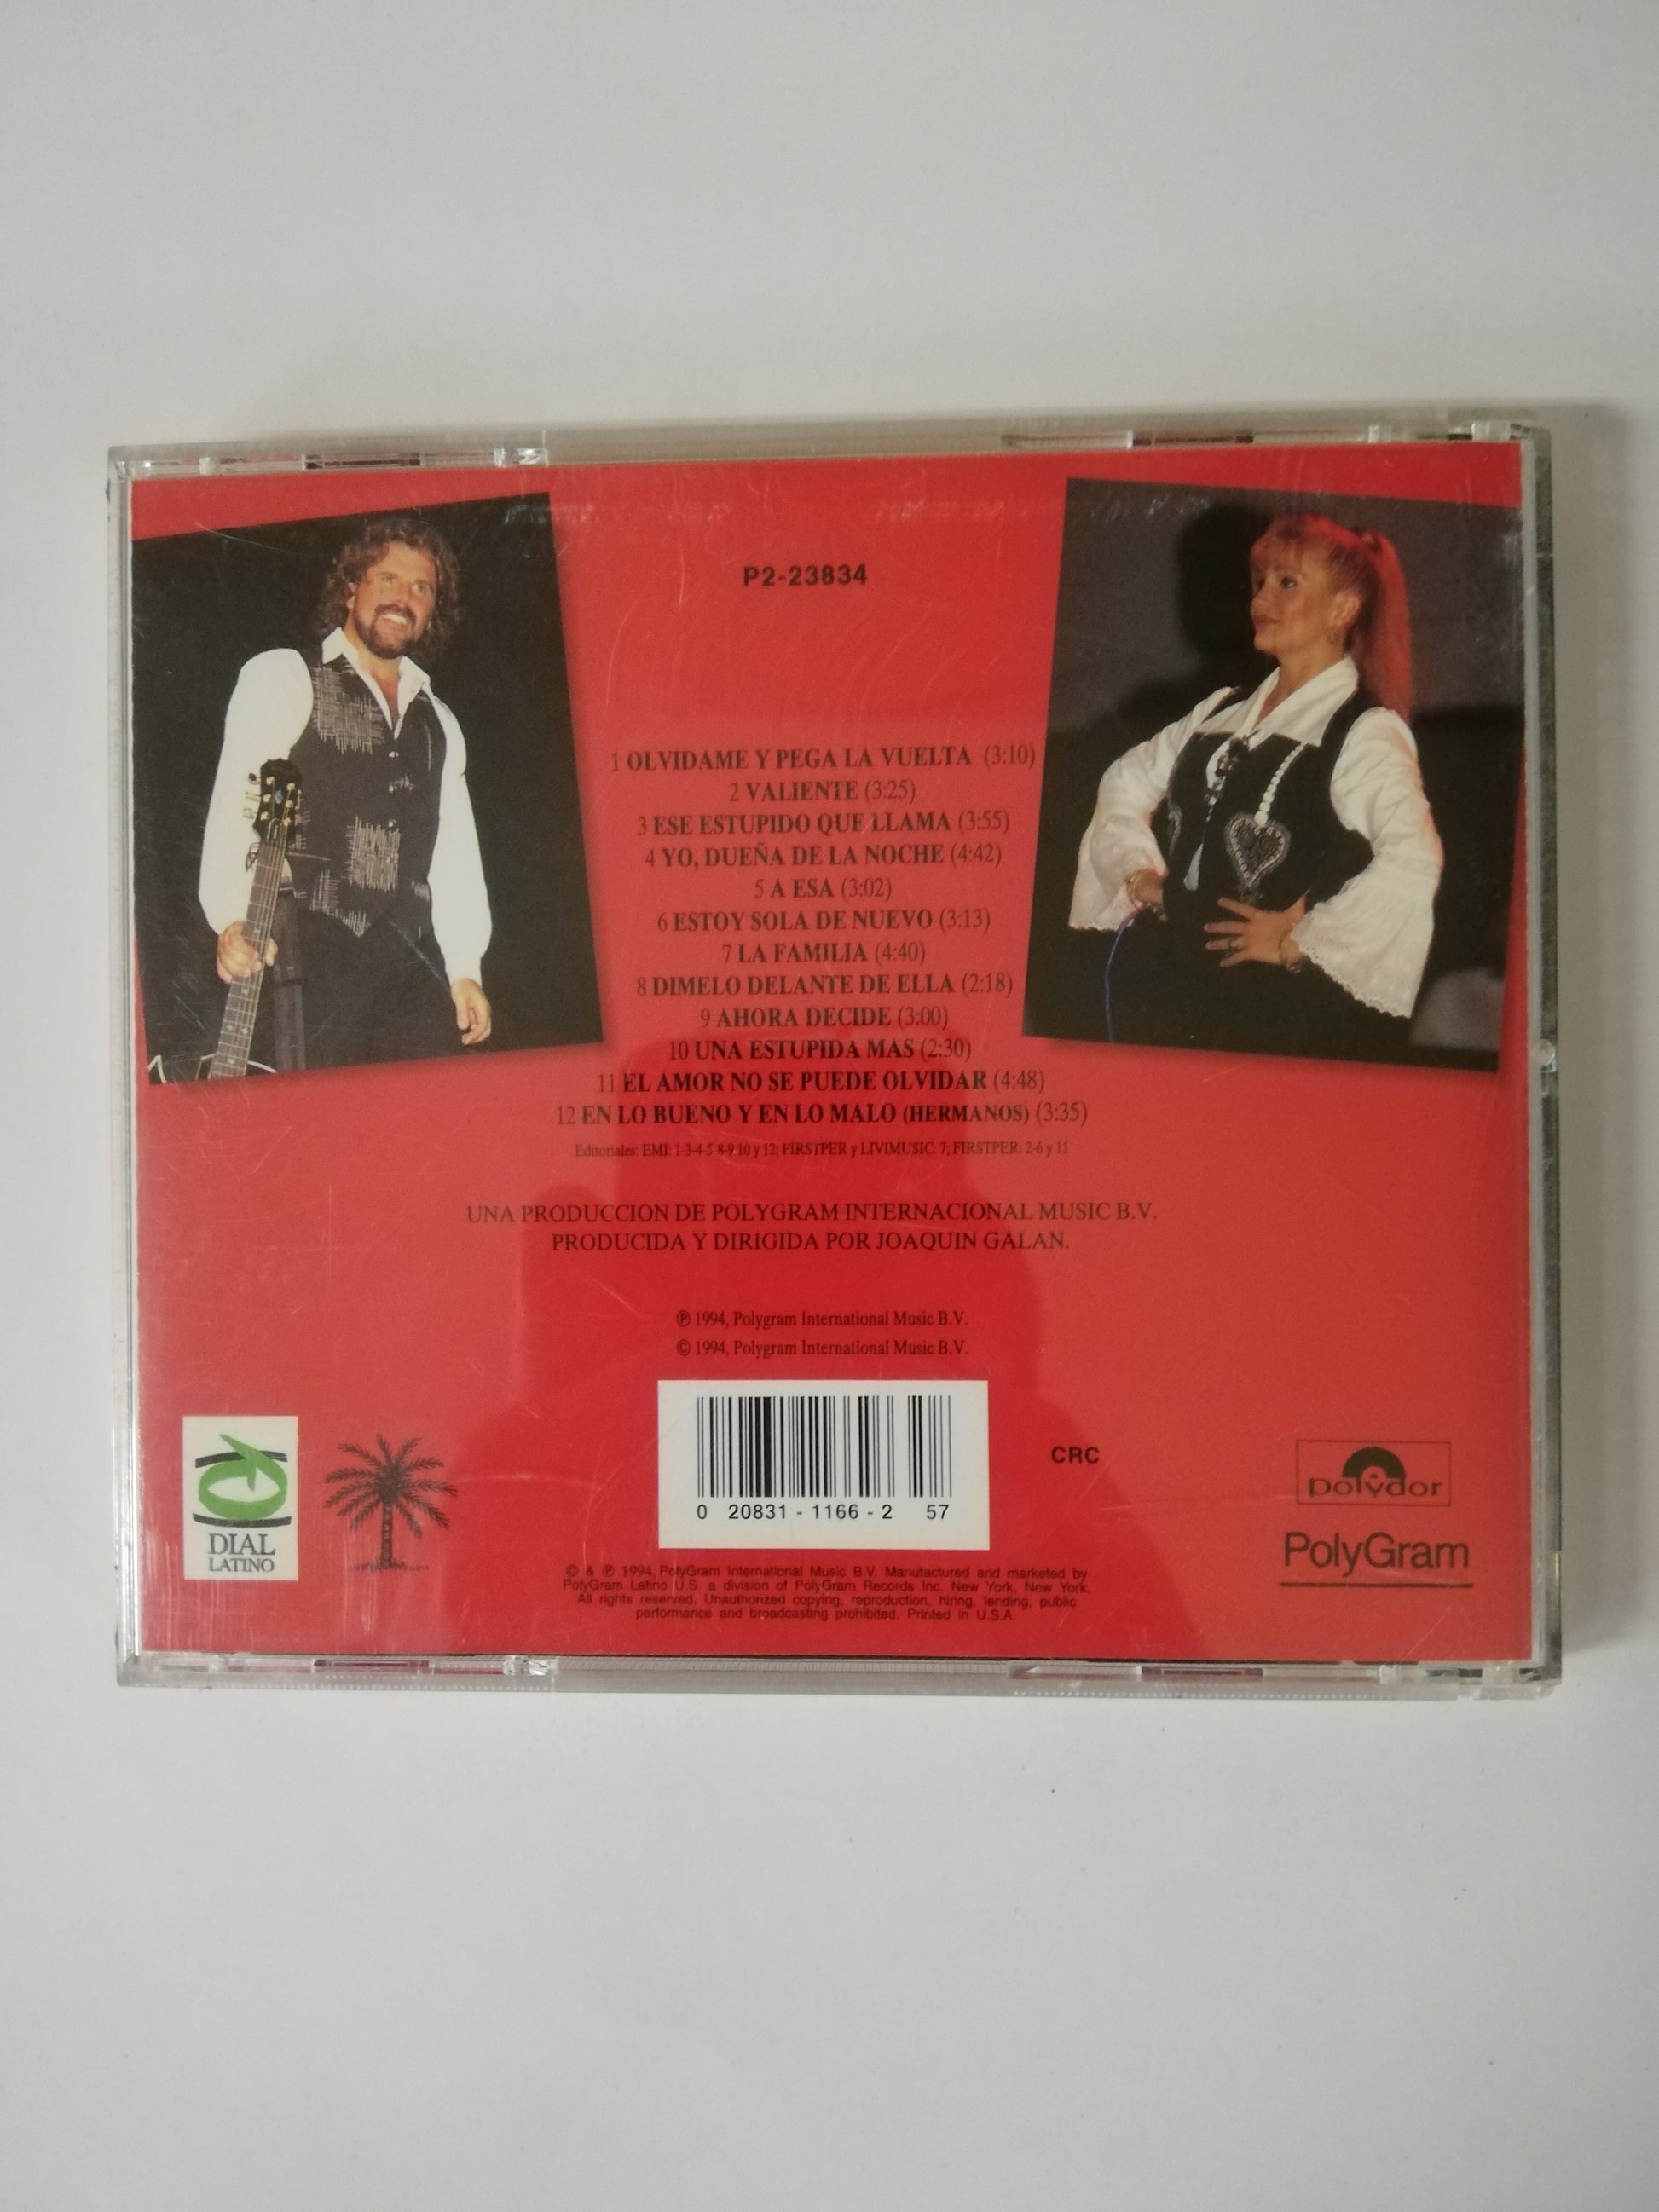 P2-23834
1 OLVIDAME Y PEGA LA VUELTA (3:10)
2 VALIENTE (3:25)
3 ESE ESTUPIDO QUE LLAMA (3:55)
4 YO, DUEÑA DE LA NOCHE (4:42)
5 A ESA (3:02)
6 ESTOY SOLA DE NUEVO (3:13)
7 LA FAMILIA (4:40)
8 DIMELO DELANTE DE ELLA (2:18)
9 AHORA DECIDE (3:00)
10 UNA ESTUPIDA MAS (2:30)
11 EL AMOR NO SE PUEDE OLVIDAR (4:48)
12 EN LO BUENO Y EN LO MALO (HERMANOS) (3:35)
Editoriales: EMI: 1-3-4-5 8-9 10 y 12; FIRSTPER y LIVIMUSIC: 7; FIRSTPER: 2-6 y 11
UNA PRODUCCION DE POLYGRAM INTERNACIONAL MUSIC B.V.
PRODUCIDA Y DIRIGIDA POR JOAQUIN GALAN.
℗ 1994, Polygram International Music B.V.
© 1994, Polygram International Music B.V.
0 20831-1166-2 57
CRC
DIAL
LATINO
polydor
PolyGram
© & ℗ 1994, PolyGram International Music B.V. Manufactured and marketed by
PolyGram Latino U.S. a division of PolyGram Records Inc. New York, New York.
All rights reserved. Unauthorized copying, reproduction, hiring, lending, public
performance and broadcasting prohibited. Printed in U.S.A.